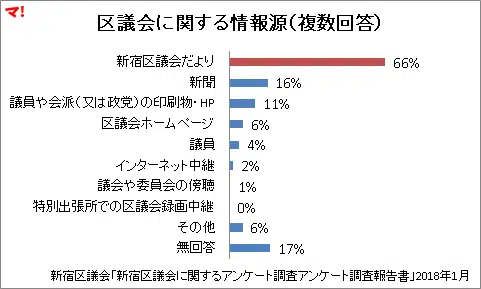 マ!
区議会に関する情報源(複数回答)
新宿区議会だより 66%
新聞 16%
議員や会派(又は政党)の印刷物・HP 11%
区議会ホームページ 6%
議員 4%
インターネット中継 2%
議会や委員会の傍聴 1%
特別出張所での区議会録画中継 0%
その他 6%
無回答 17%
新宿区議会「新宿区議会に関するアンケート調査アンケート調査報告書」2018年1月